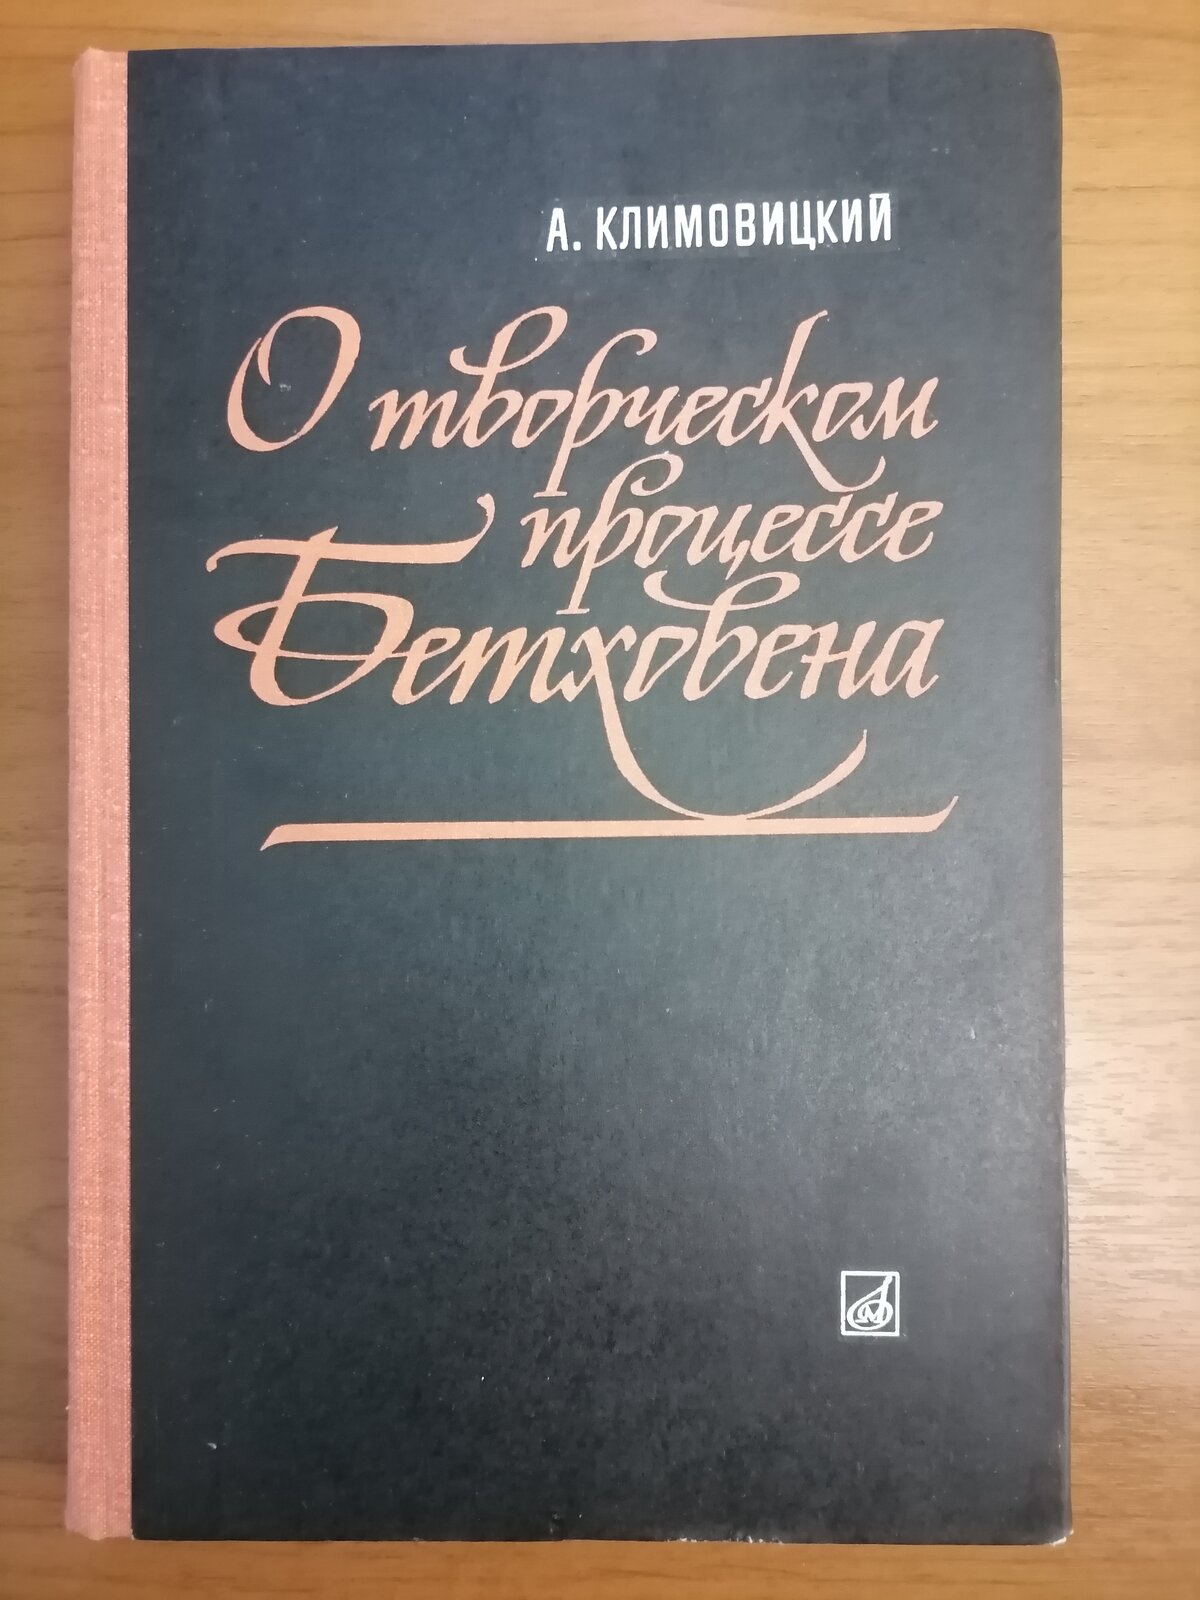 А. КЛИМОВИЦКИЙ
О творческом
процессе
Бетховена